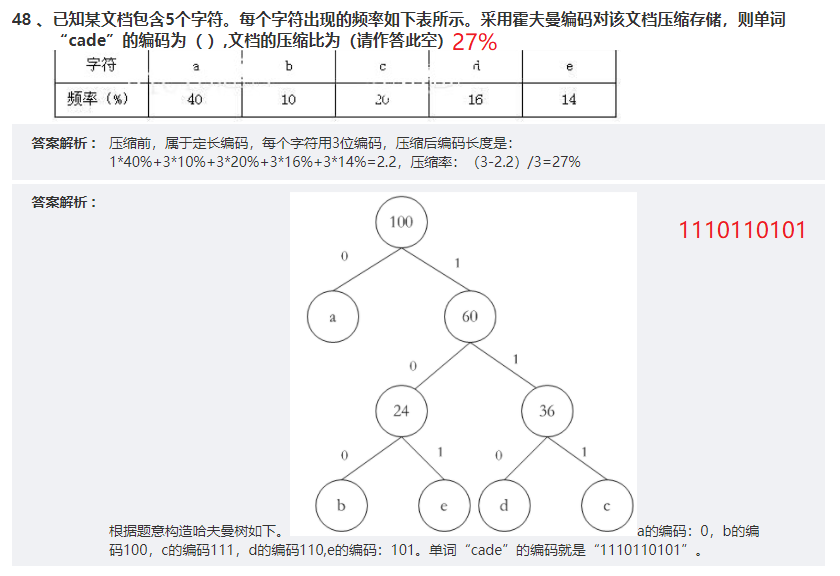 48 、已知某文档包含5个字符。每个字符出现的频率如下表所示。采用霍夫曼编码对该文档压缩存储，则单词
“cade”的编码为（ ）,文档的压缩比为（请作答此空） 27%
字符 a b c d e
频率（%） 40 10 20 16 14
答案解析： 压缩前，属于定长编码，每个字符用3位编码，压缩后编码长度是：
1*40%+3*10%+3*20%+3*16%+3*14%=2.2，压缩率：（3-2.2）/3=27%
答案解析：
1110110101
100
0 1
a 60
0 1
24 36
0 1 0 1
b e d c
根据题意构造哈夫曼树如下。 a的编码：0，b的编
码100，c的编码111，d的编码110,e的编码：101。单词“cade”的编码就是“1110110101”。